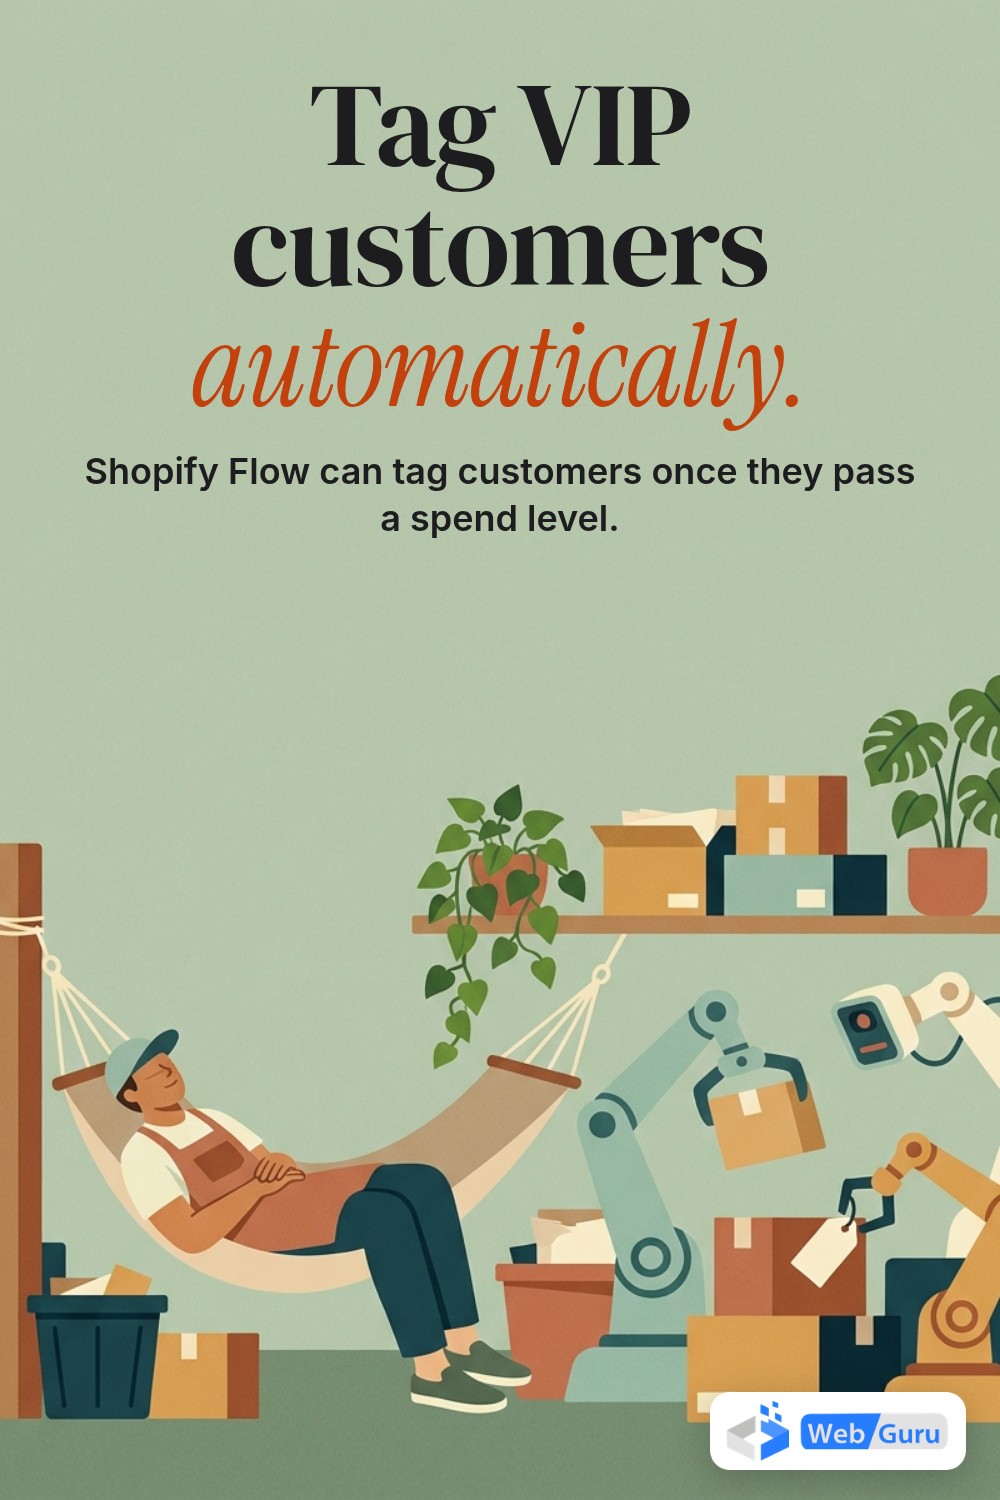 Tag VIP
customers
automatically.
Shopify Flow can tag customers once they pass
a spend level.
Web Guru